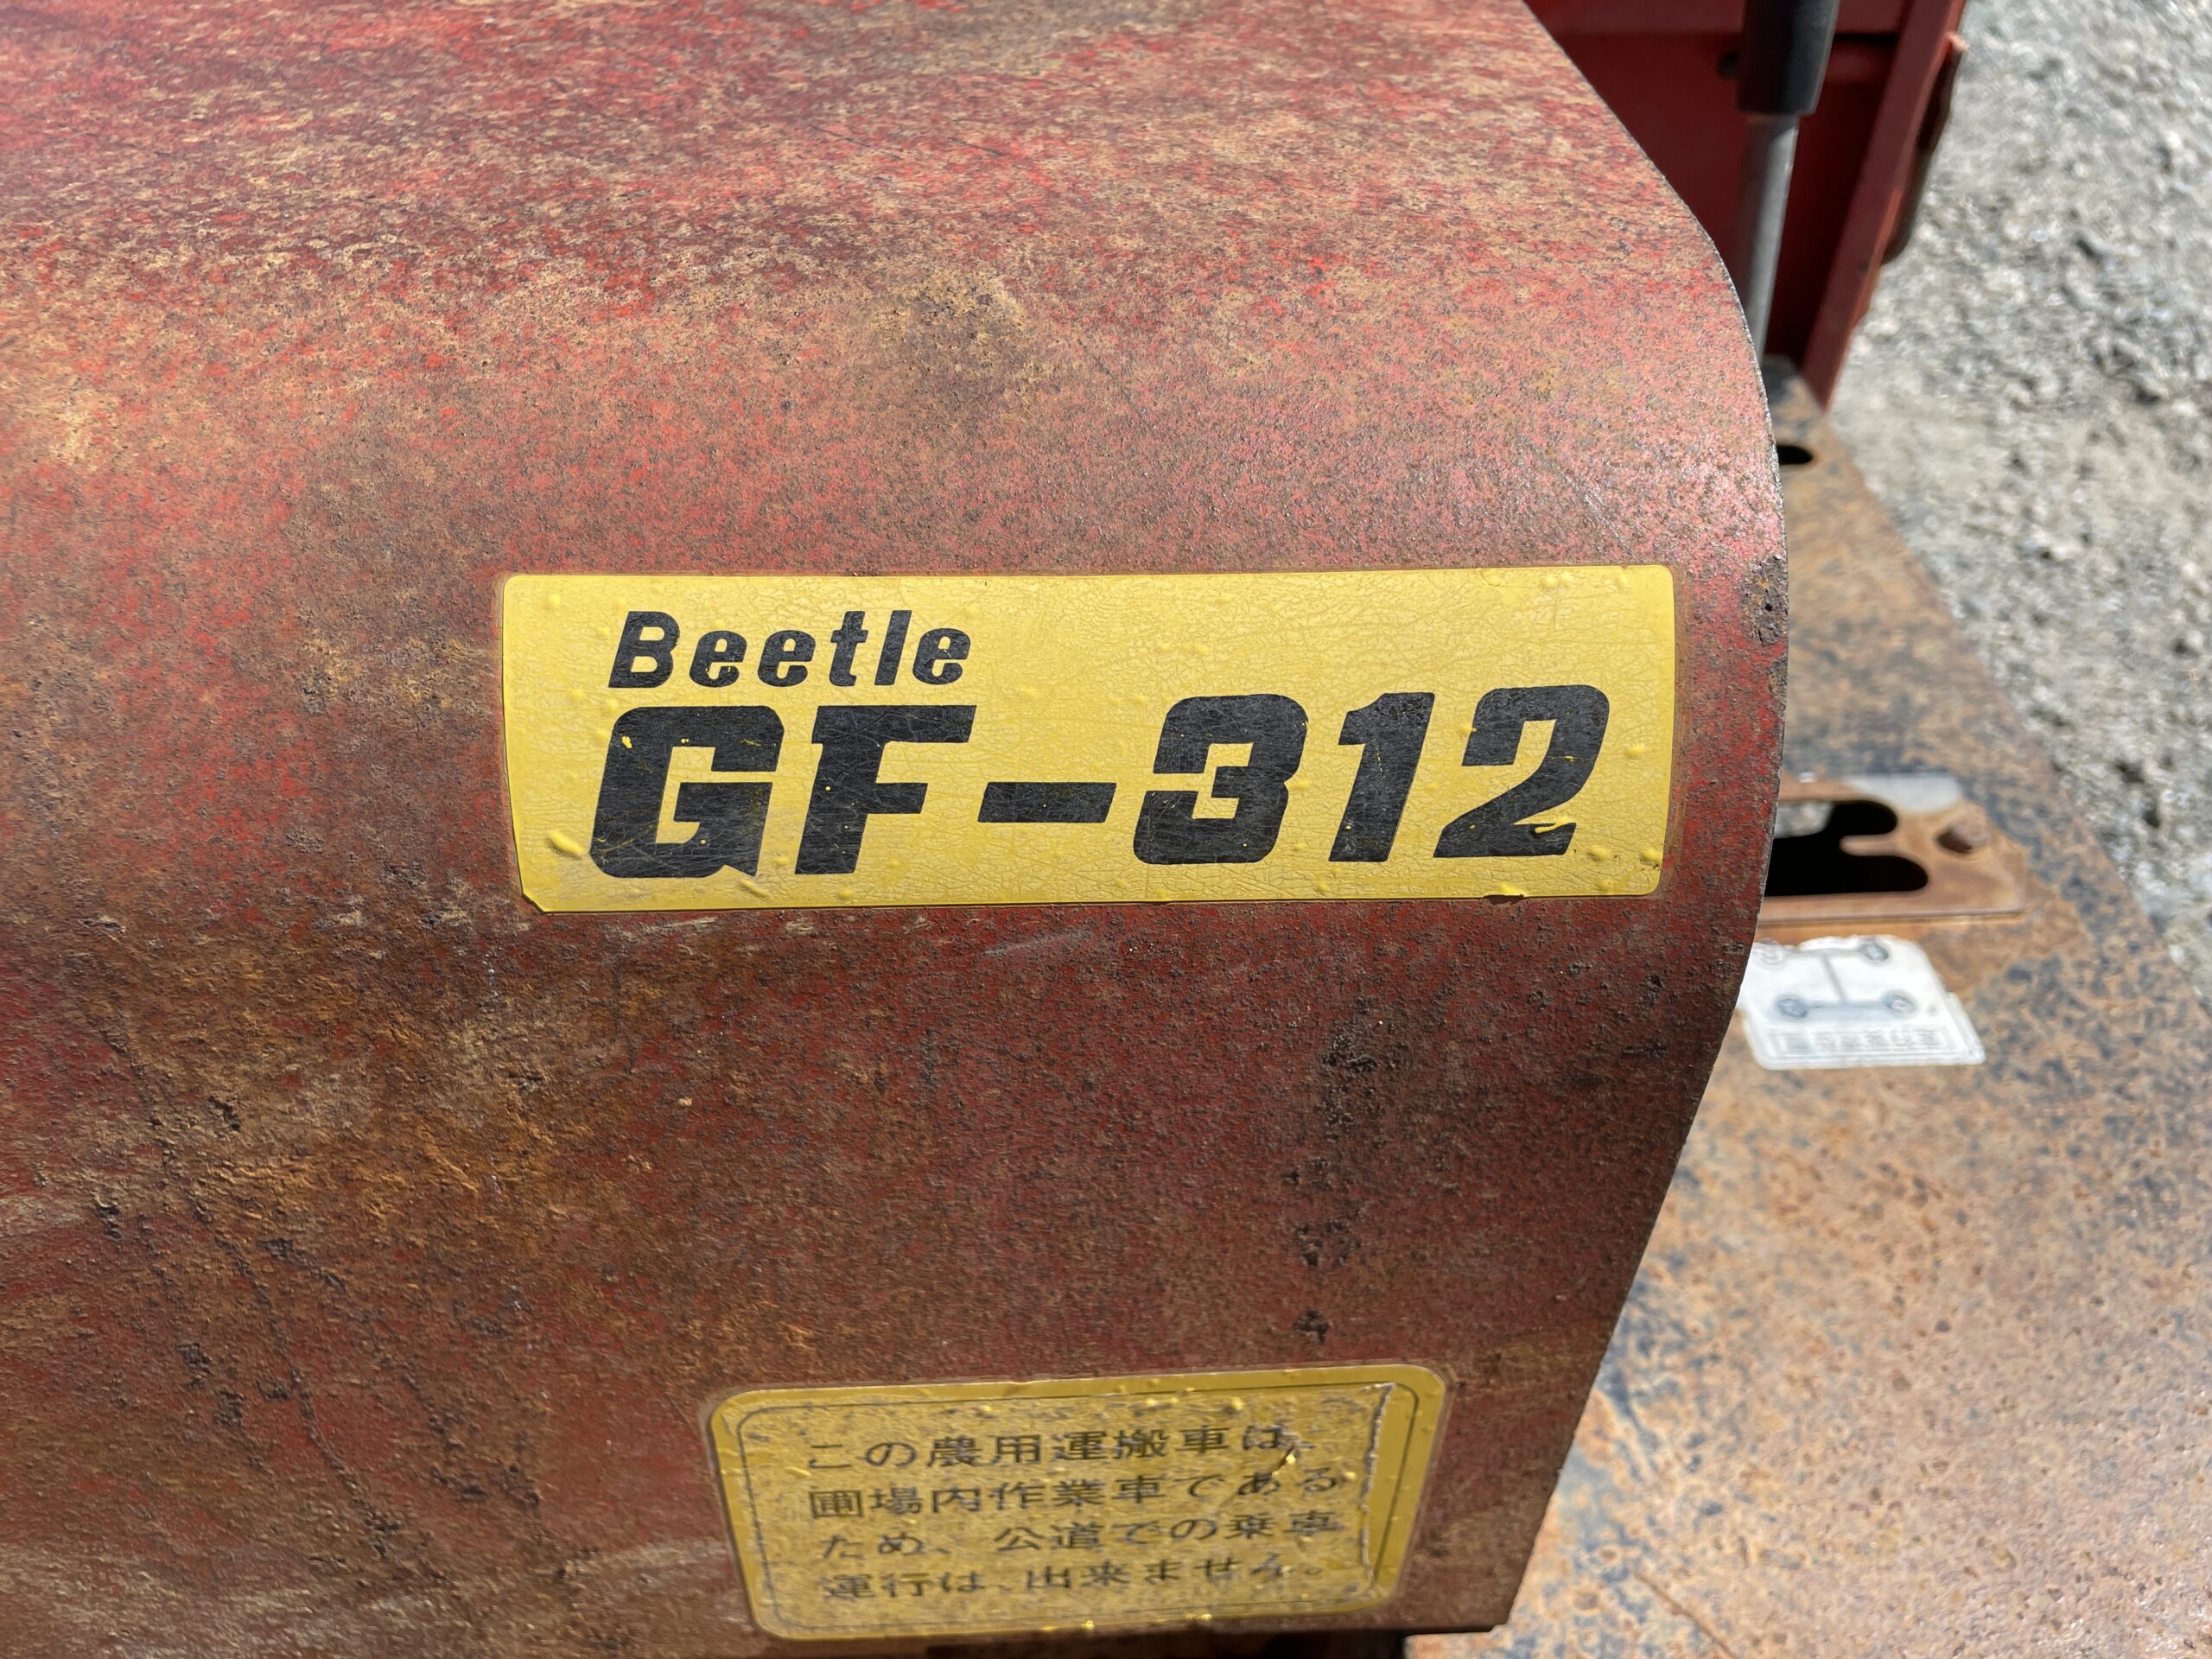 Beetle
GF-312
この農用運搬車は、
圃場内作業車である
ため、公道での乗車
運行は、出来ません。